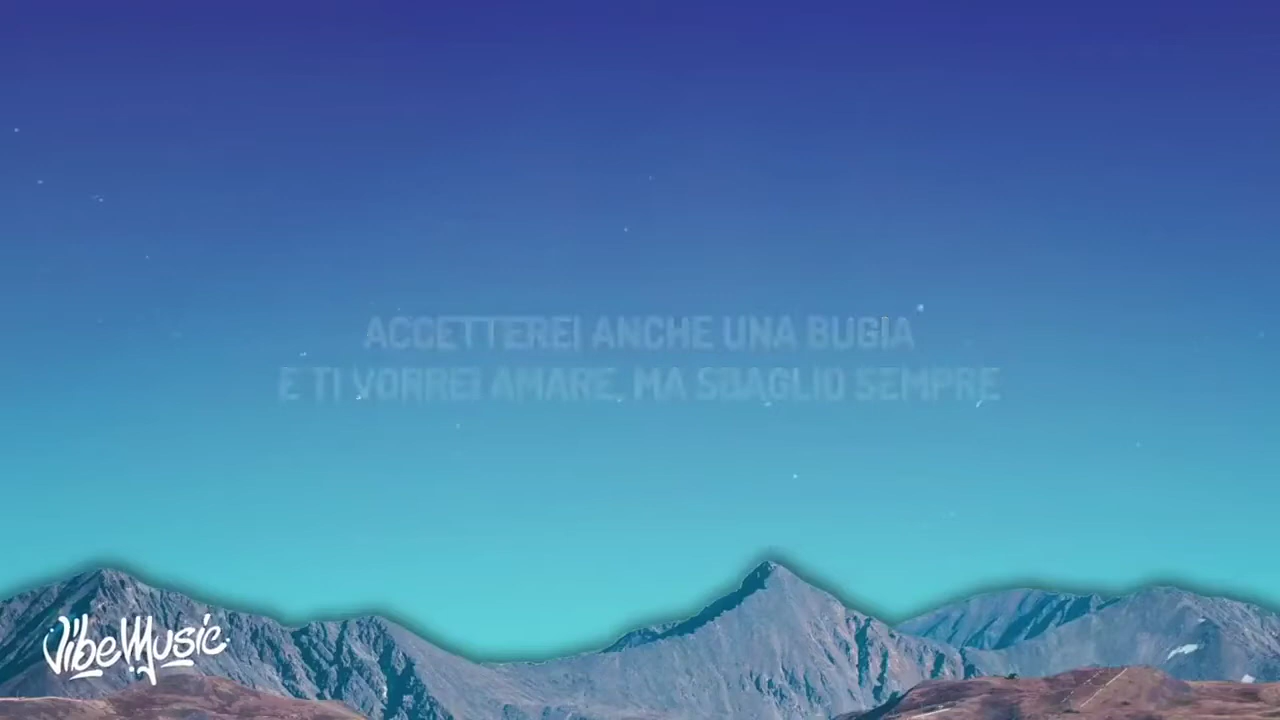 ACCETTEREI ANCHE UNA BUGIA
E TI VORREI AMARE, MA SBAGLIO SEMPRE
VibeMusic